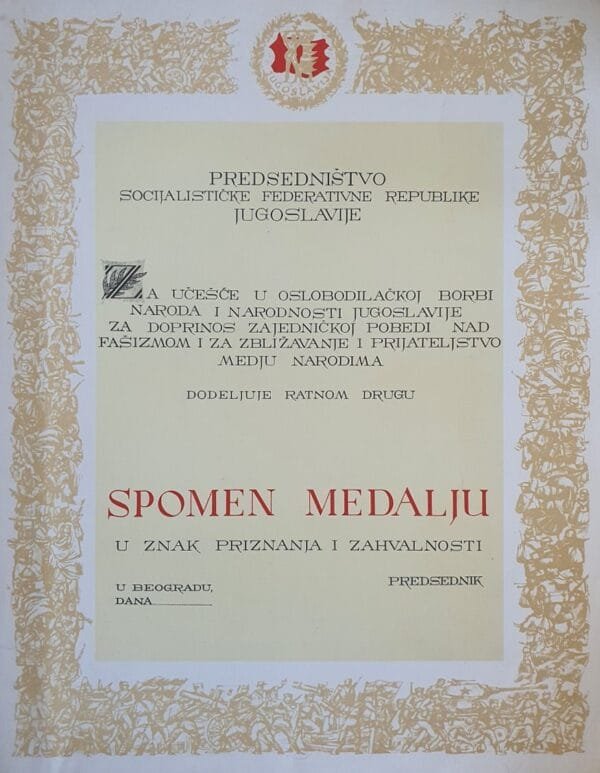 JUGOSLAVIJA
PREDSEDNIŠTVO
SOCIJALISTIČKE FEDERATIVNE REPUBLIKE
JUGOSLAVIJE
ZA UČEŠĆE U OSLOBODILAČKOJ BORBI
NARODA I NARODNOSTI JUGOSLAVIJE
ZA DOPRINOS ZAJEDNIČKOJ POBEDI NAD
FAŠIZMOM I ZA ZBLIŽAVANJE I PRIJATELJSTVO
MEDJU NARODIMA
DODELJUJE RATNOM DRUGU
SPOMEN MEDALJU
U ZNAK PRIZNANJA I ZAHVALNOSTI
PREDSEDNIK
U BEOGRADU,
DANA